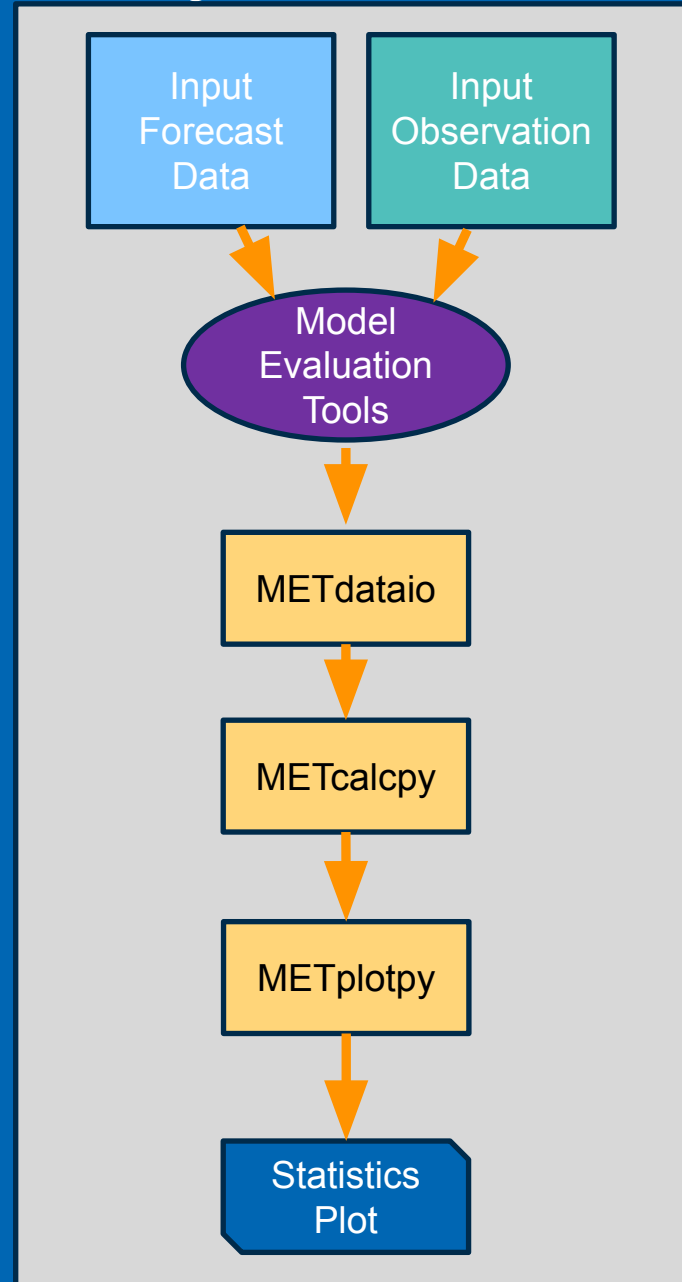 Input
Forecast
Data
Input
Observation
Data
Model
Evaluation
Tools
METdataio
METcalcpy
METplotpy
Statistics
Plot